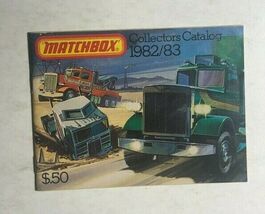 MATCHBOX
Collectors Catalog
1982/83
$.50